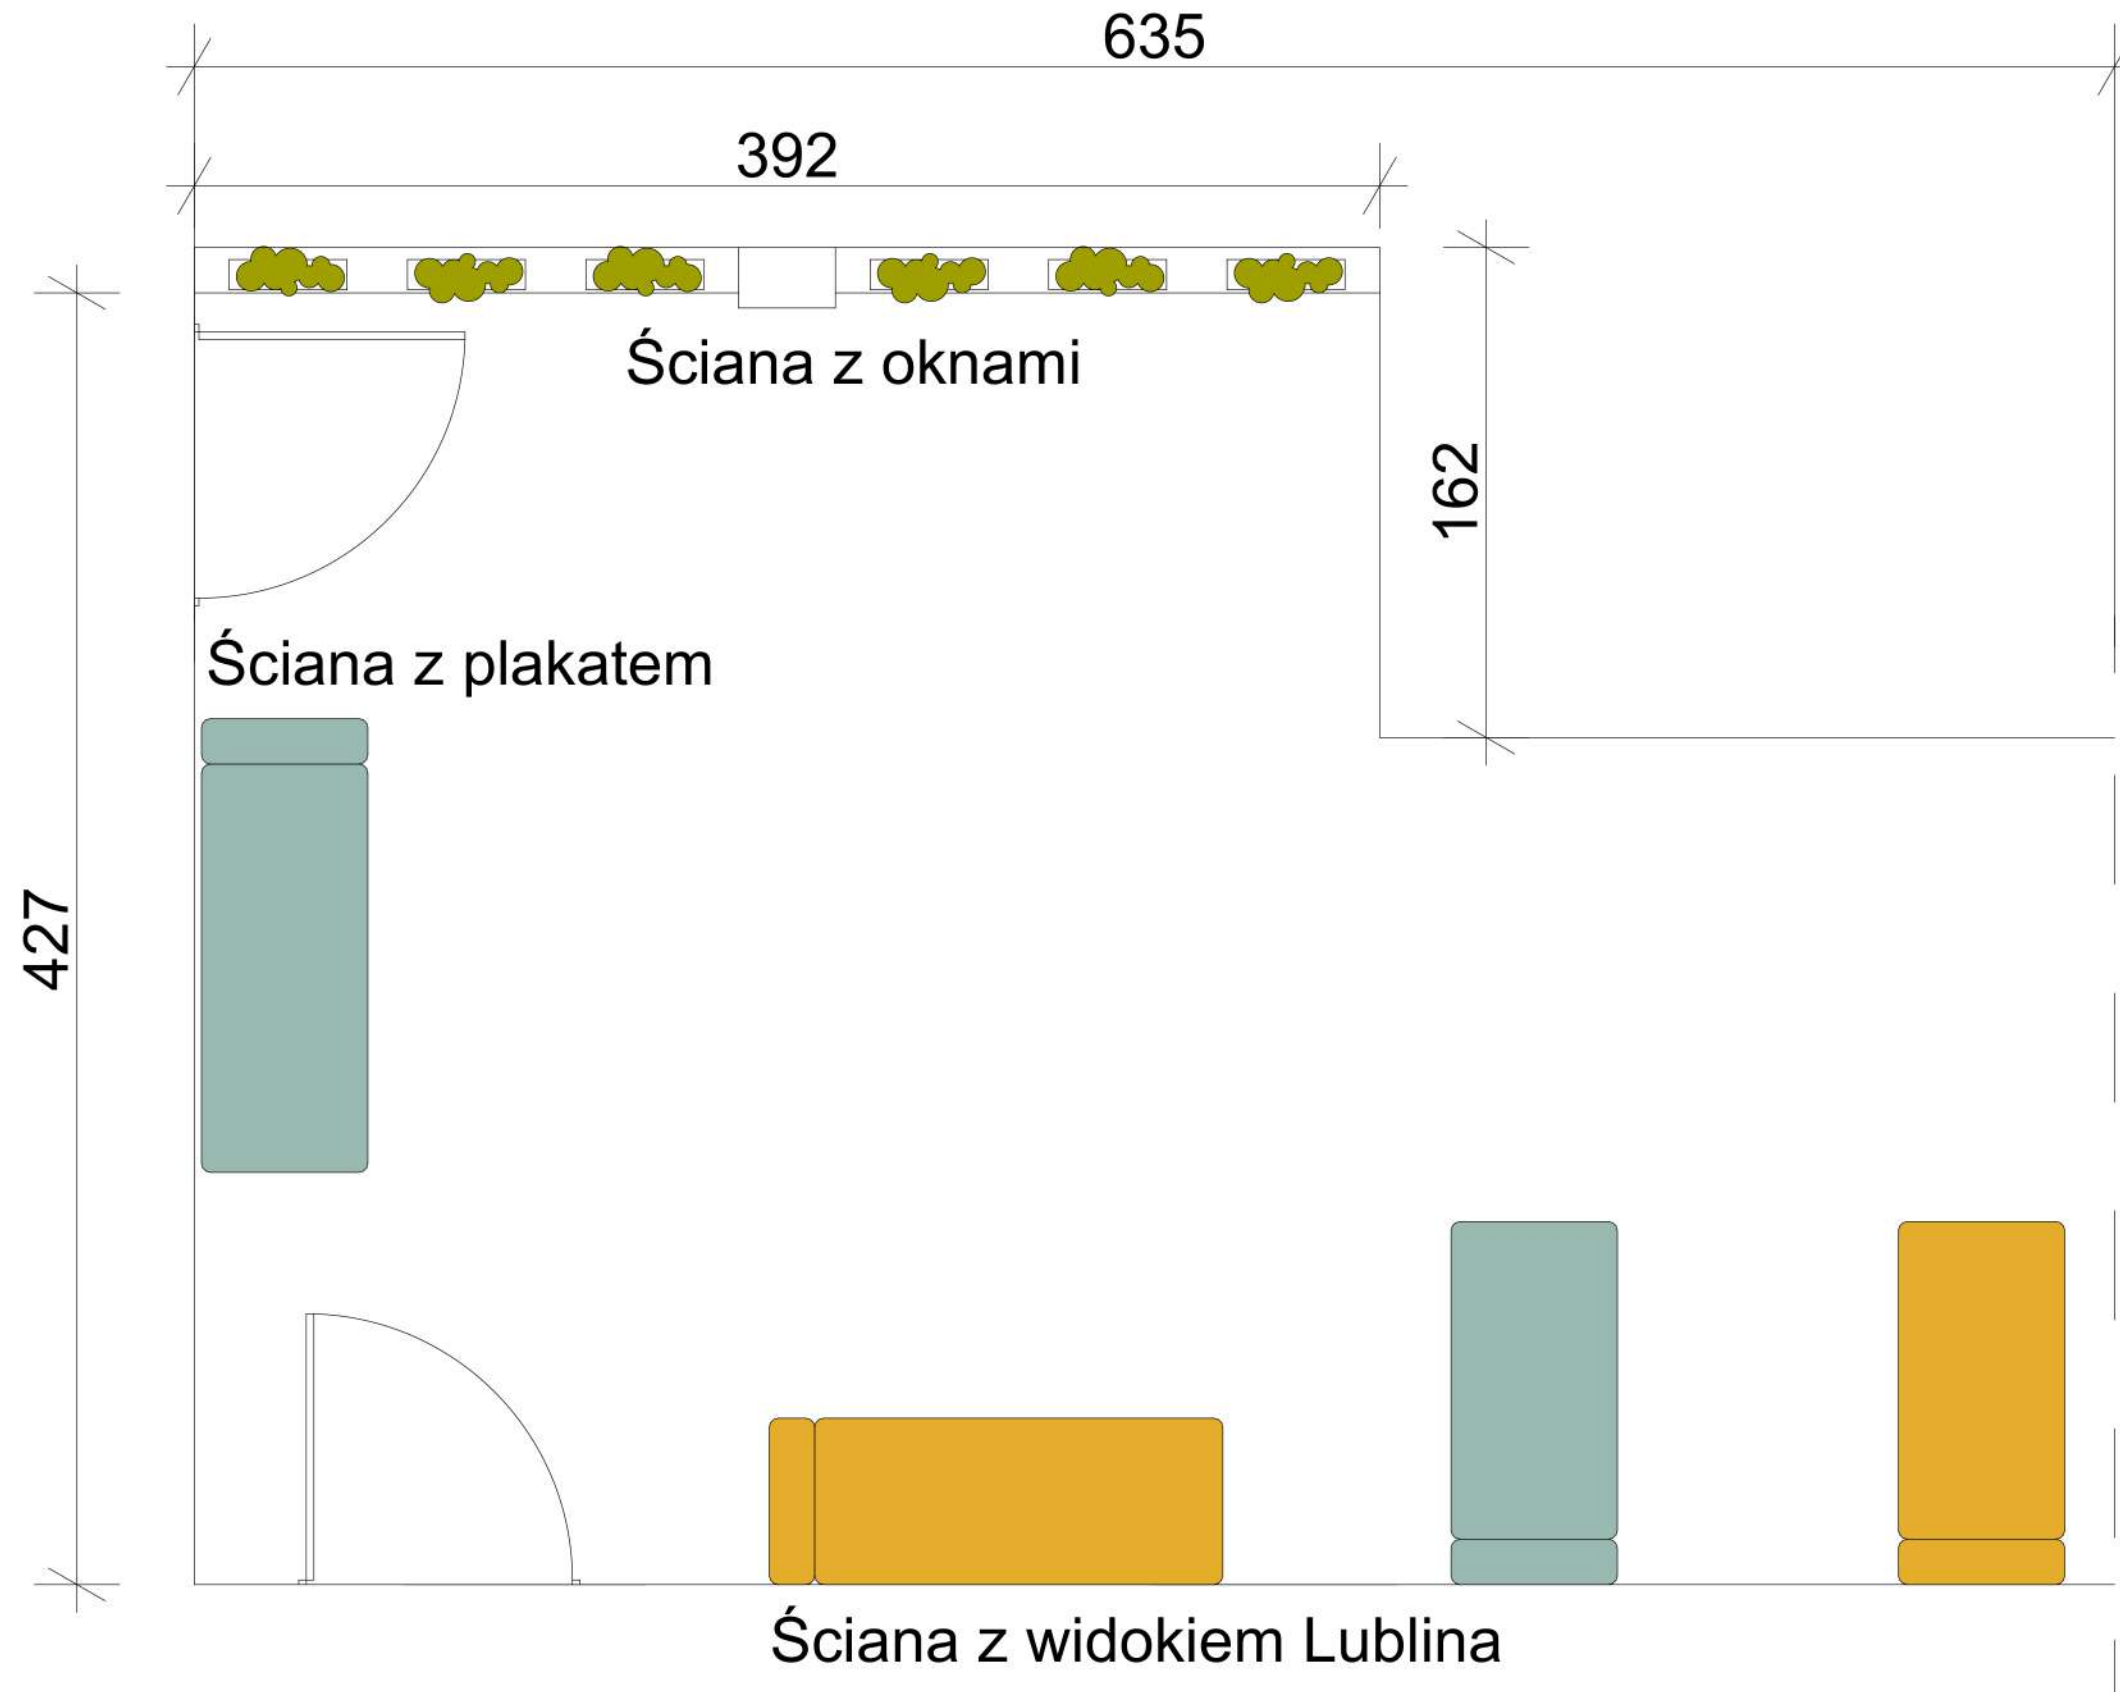 635
392
Ściana z oknami
162
Ściana z plakatem
427
Ściana z widokiem Lublina